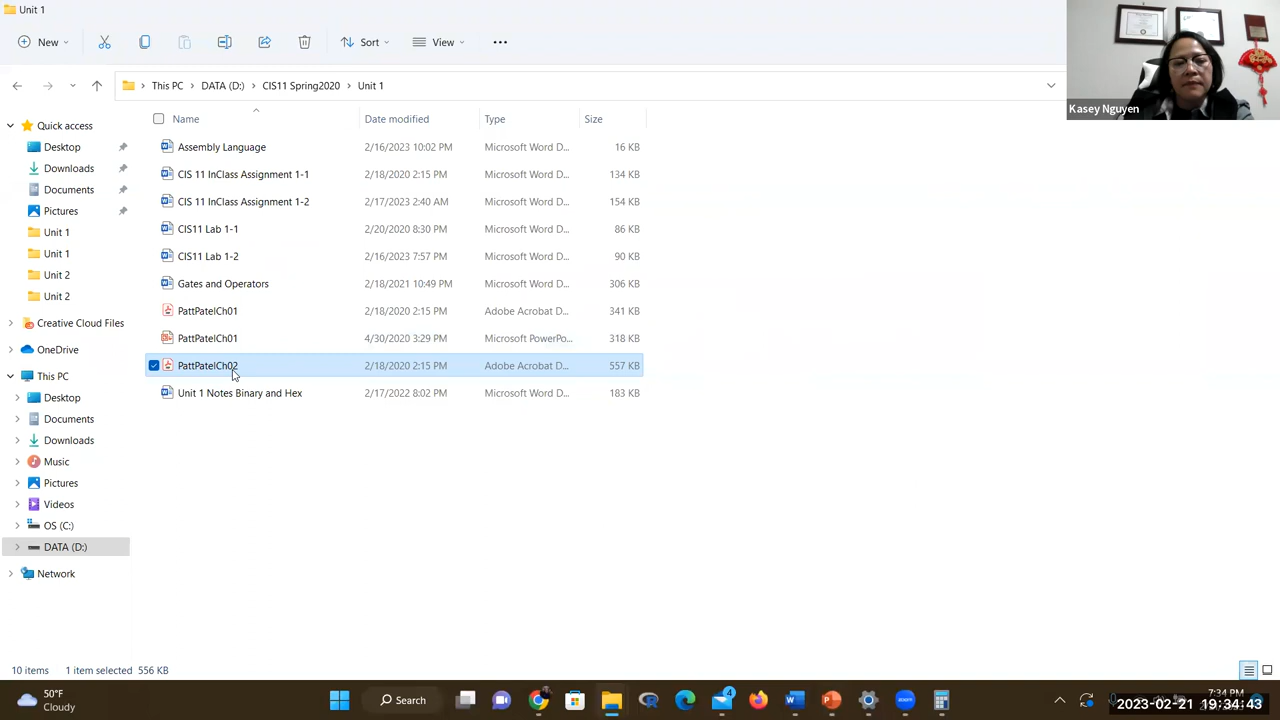 Unit 1
New
Sort
View
This PC
DATA (D:)
CIS11 Spring2020
Unit 1
Kasey Nguyen
Quick access
Desktop
Downloads
Documents
Pictures
Unit 1
Unit 1
Unit 2
Unit 2
Creative Cloud Files
OneDrive
This PC
Desktop
Documents
Downloads
Music
Pictures
Videos
OS (C:)
DATA (D:)
Network
Name Date modified Type Size
Assembly Language 2/16/2023 10:02 PM Microsoft Word D... 16 KB
CIS 11 InClass Assignment 1-1 2/18/2020 2:15 PM Microsoft Word D... 134 KB
CIS 11 InClass Assignment 1-2 2/17/2023 2:40 AM Microsoft Word D... 154 KB
CIS11 Lab 1-1 2/20/2020 8:30 PM Microsoft Word D... 86 KB
CIS11 Lab 1-2 2/16/2023 7:57 PM Microsoft Word D... 90 KB
Gates and Operators 2/18/2021 10:49 PM Microsoft Word D... 306 KB
PattPatelCh01 2/18/2020 2:15 PM Adobe Acrobat D... 341 KB
PattPatelCh01 4/30/2020 3:29 PM Microsoft PowerPo... 318 KB
PattPatelCh02 2/18/2020 2:15 PM Adobe Acrobat D... 557 KB
Unit 1 Notes Binary and Hex 2/17/2022 8:02 PM Microsoft Word D... 183 KB
10 items 1 item selected 556 KB
50°F
Cloudy
Search
4
zoom
7:34 PM
2023-02-21 19:34:43